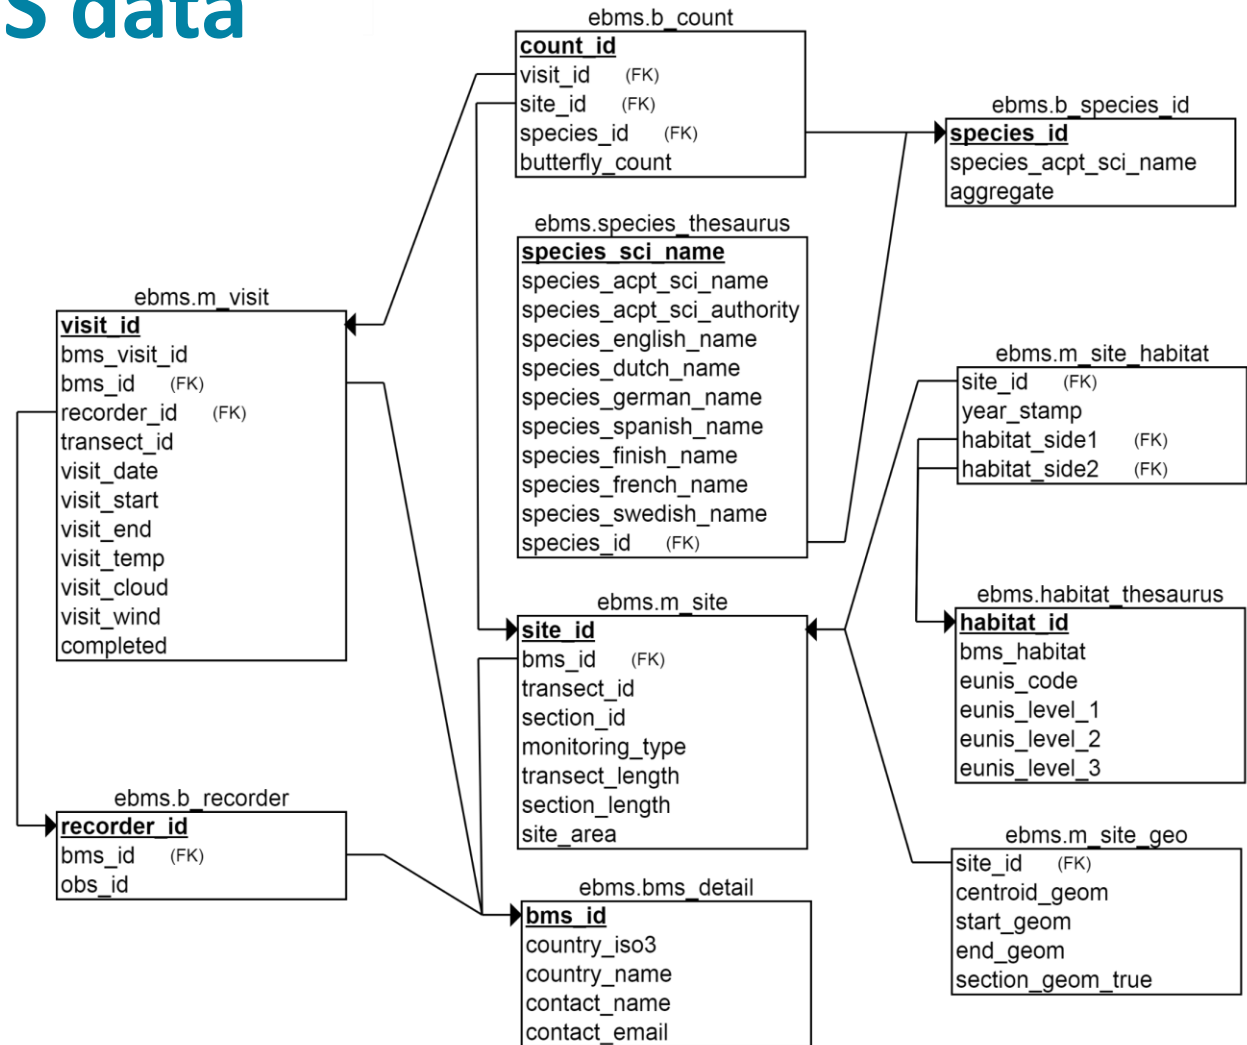 S data
ebms.b_count
count_id
visit_id (FK)
site_id (FK)
species_id (FK)
butterfly_count
ebms.b_species_id
species_id
species_acpt_sci_name
aggregate
ebms.species_thesaurus
species_sci_name
species_acpt_sci_name
species_acpt_sci_authority
species_english_name
species_dutch_name
species_german_name
species_spanish_name
species_finish_name
species_french_name
species_swedish_name
species_id (FK)
ebms.m_visit
visit_id
bms_visit_id
bms_id (FK)
recorder_id (FK)
transect_id
visit_date
visit_start
visit_end
visit_temp
visit_cloud
visit_wind
completed
ebms.m_site_habitat
site_id (FK)
year_stamp
habitat_side1 (FK)
habitat_side2 (FK)
ebms.m_site
site_id
bms_id (FK)
transect_id
section_id
monitoring_type
transect_length
section_length
site_area
ebms.habitat_thesaurus
habitat_id
bms_habitat
eunis_code
eunis_level_1
eunis_level_2
eunis_level_3
ebms.b_recorder
recorder_id
bms_id (FK)
obs_id
ebms.m_site_geo
site_id (FK)
centroid_geom
start_geom
end_geom
section_geom_true
ebms.bms_detail
bms_id
country_iso3
country_name
contact_name
contact_email